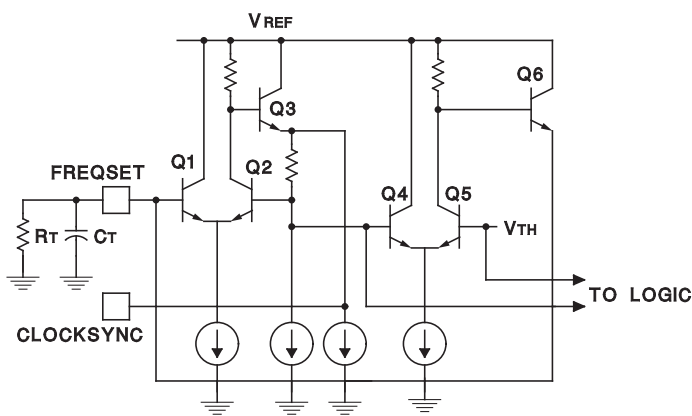 VREF
Q6
Q3
Q1
Q2
FREQSET
Q4
Q5
RT
CT
VTH
TO LOGIC
CLOCKSYNC